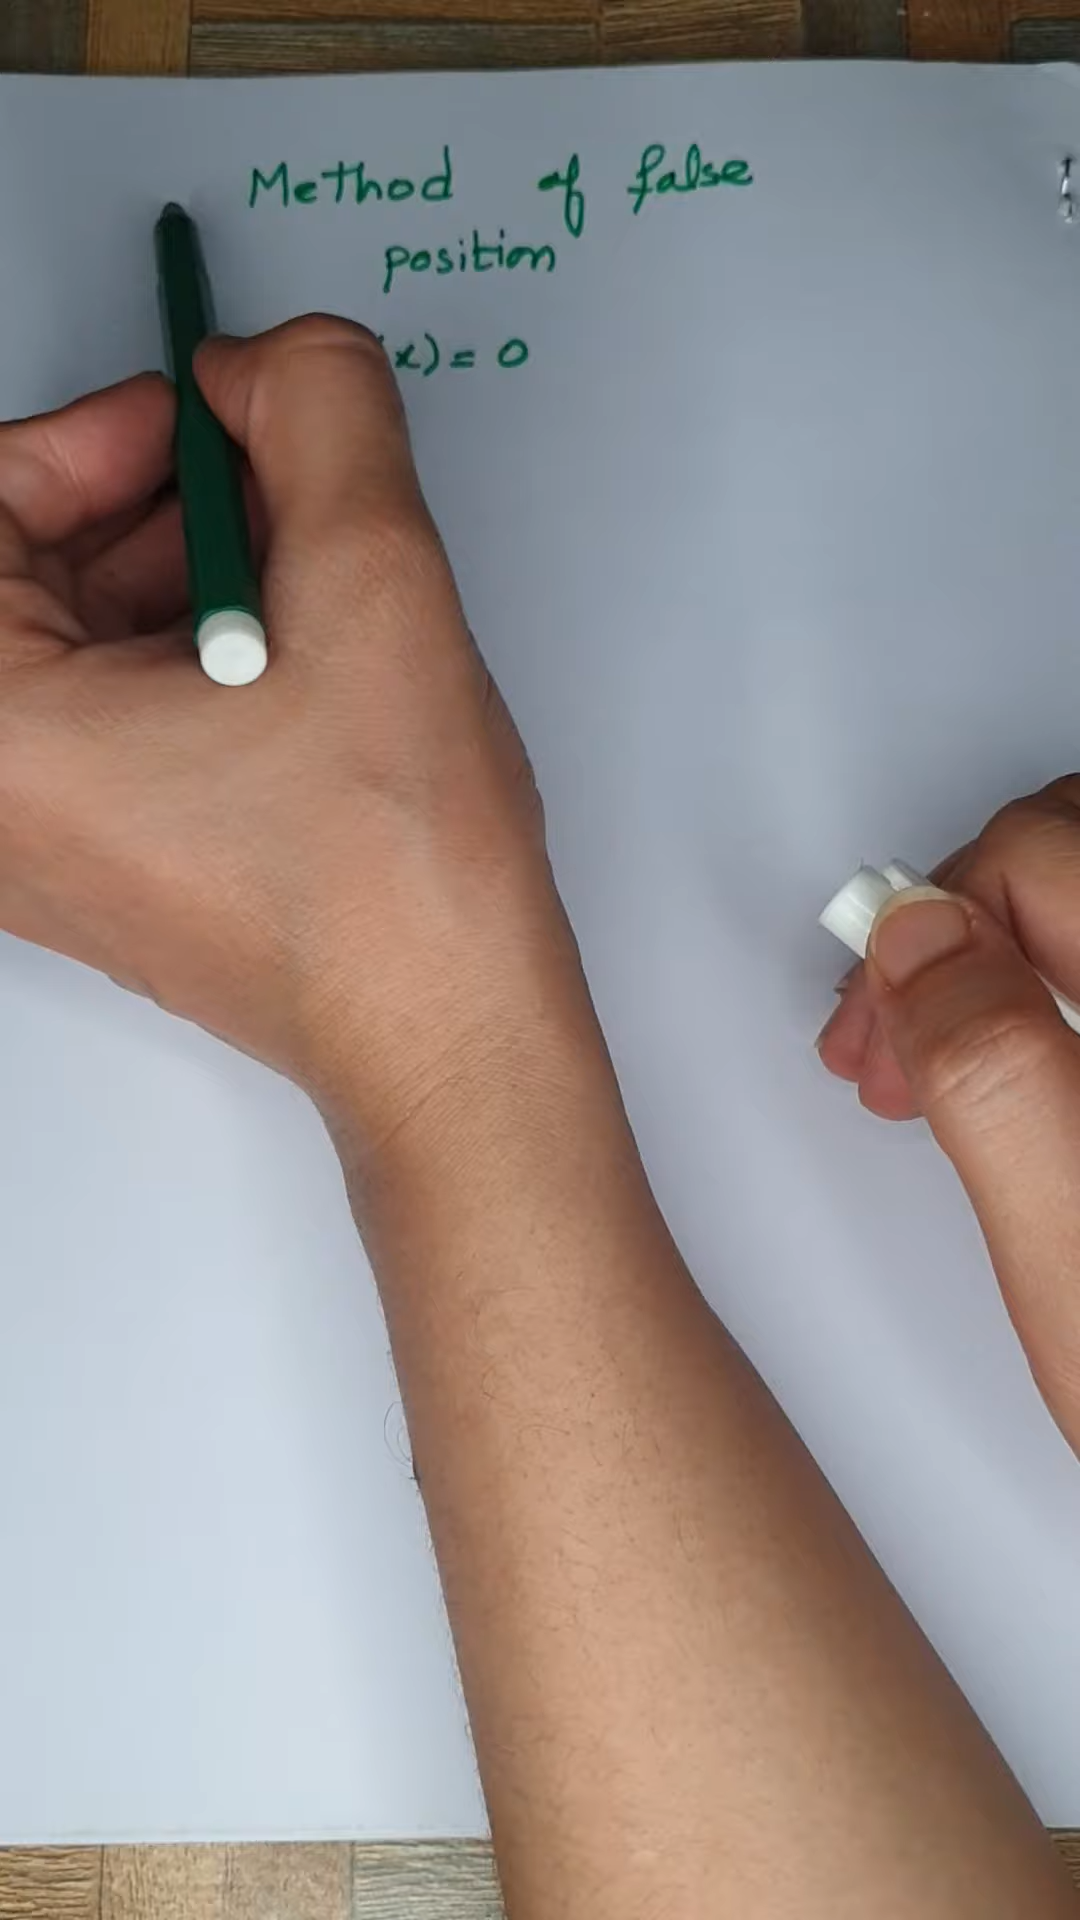 Method of false
position
x) = 0